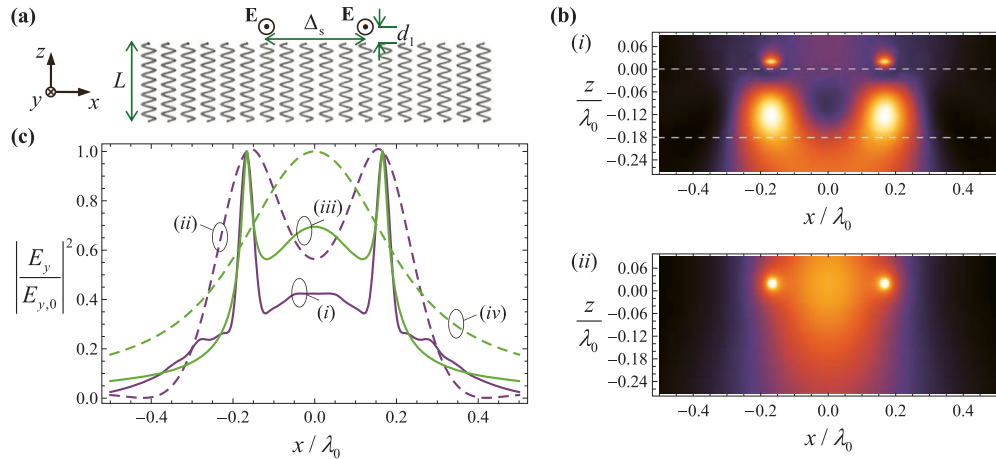 (a)
E
E
Δs
d1
z
L
y
x
(b)
(i)
0.06
0.00
z
λ0
−0.06
−0.12
−0.18
−0.24
−0.4
−0.2
0.0
0.2
0.4
x / λ0
(ii)
0.06
0.00
z
λ0
−0.06
−0.12
−0.18
−0.24
−0.4
−0.2
0.0
0.2
0.4
x / λ0
(c)
1.0
0.8
0.6
0.4
0.2
0.0
|Ey / Ey,0|²
(ii)
(iii)
(i)
(iv)
−0.4
−0.2
0.0
0.2
0.4
x / λ0